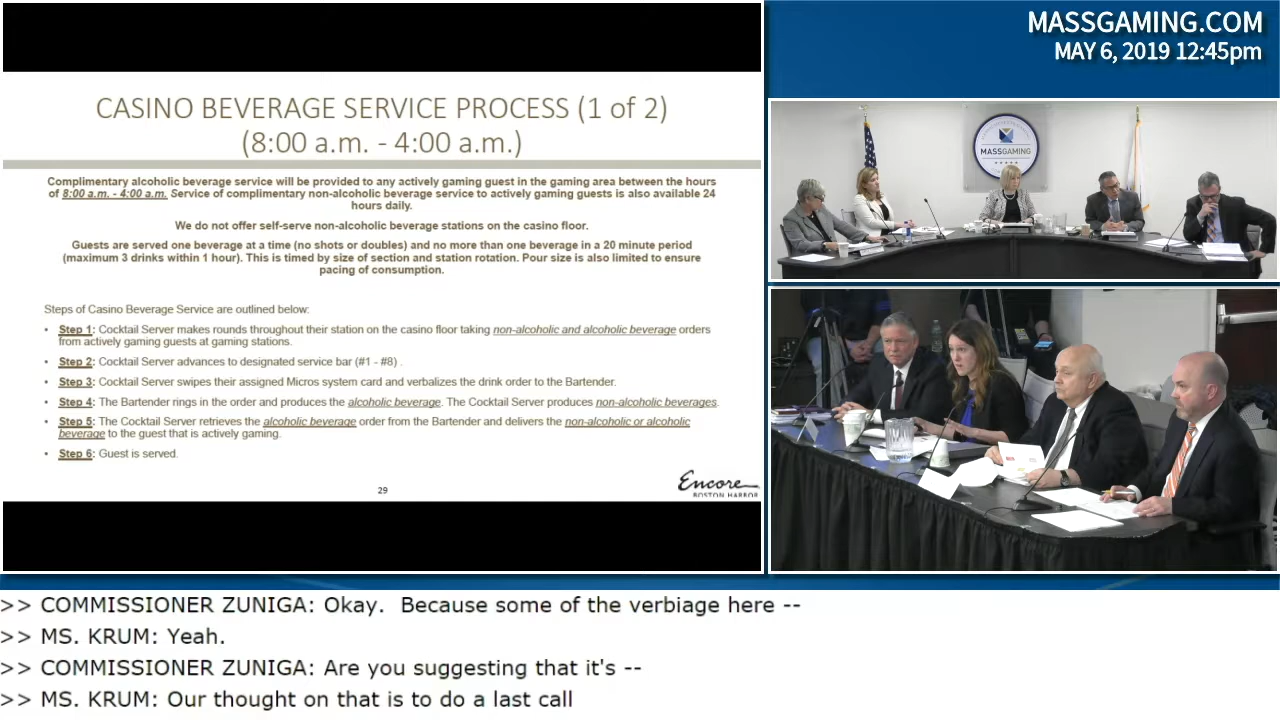 MASSGAMING.COM
MAY 6, 2019 12:45pm
CASINO BEVERAGE SERVICE PROCESS (1 of 2)
(8:00 a.m. - 4:00 a.m.)
Complimentary alcoholic beverage service will be provided to any actively gaming guest in the gaming area between the hours
of 8:00 a.m. - 4:00 a.m. Service of complimentary non-alcoholic beverage service to actively gaming guests is also available 24
hours daily.
We do not offer self-serve non-alcoholic beverage stations on the casino floor.
Guests are served one beverage at a time (no shots or doubles) and no more than one beverage in a 20 minute period
(maximum 3 drinks within 1 hour). This is timed by size of section and station rotation. Pour size is also limited to ensure
pacing of consumption.
Steps of Casino Beverage Service are outlined below:
• Step 1: Cocktail Server makes rounds throughout their station on the casino floor taking non-alcoholic and alcoholic beverage orders
from actively gaming guests at gaming stations.
• Step 2: Cocktail Server advances to designated service bar (#1 - #8) .
• Step 3: Cocktail Server swipes their assigned Micros system card and verbalizes the drink order to the Bartender.
• Step 4: The Bartender rings in the order and produces the alcoholic beverage. The Cocktail Server produces non-alcoholic beverages.
• Step 5: The Cocktail Server retrieves the alcoholic beverage order from the Bartender and delivers the non-alcoholic or alcoholic
beverage to the guest that is actively gaming.
• Step 6: Guest is served.
29
Encore
BOSTON HARBOR
MASSGAMING
>> COMMISSIONER ZUNIGA: Okay.  Because some of the verbiage here --
>> MS. KRUM: Yeah.
>> COMMISSIONER ZUNIGA: Are you suggesting that it's --
>> MS. KRUM: Our thought on that is to do a last call